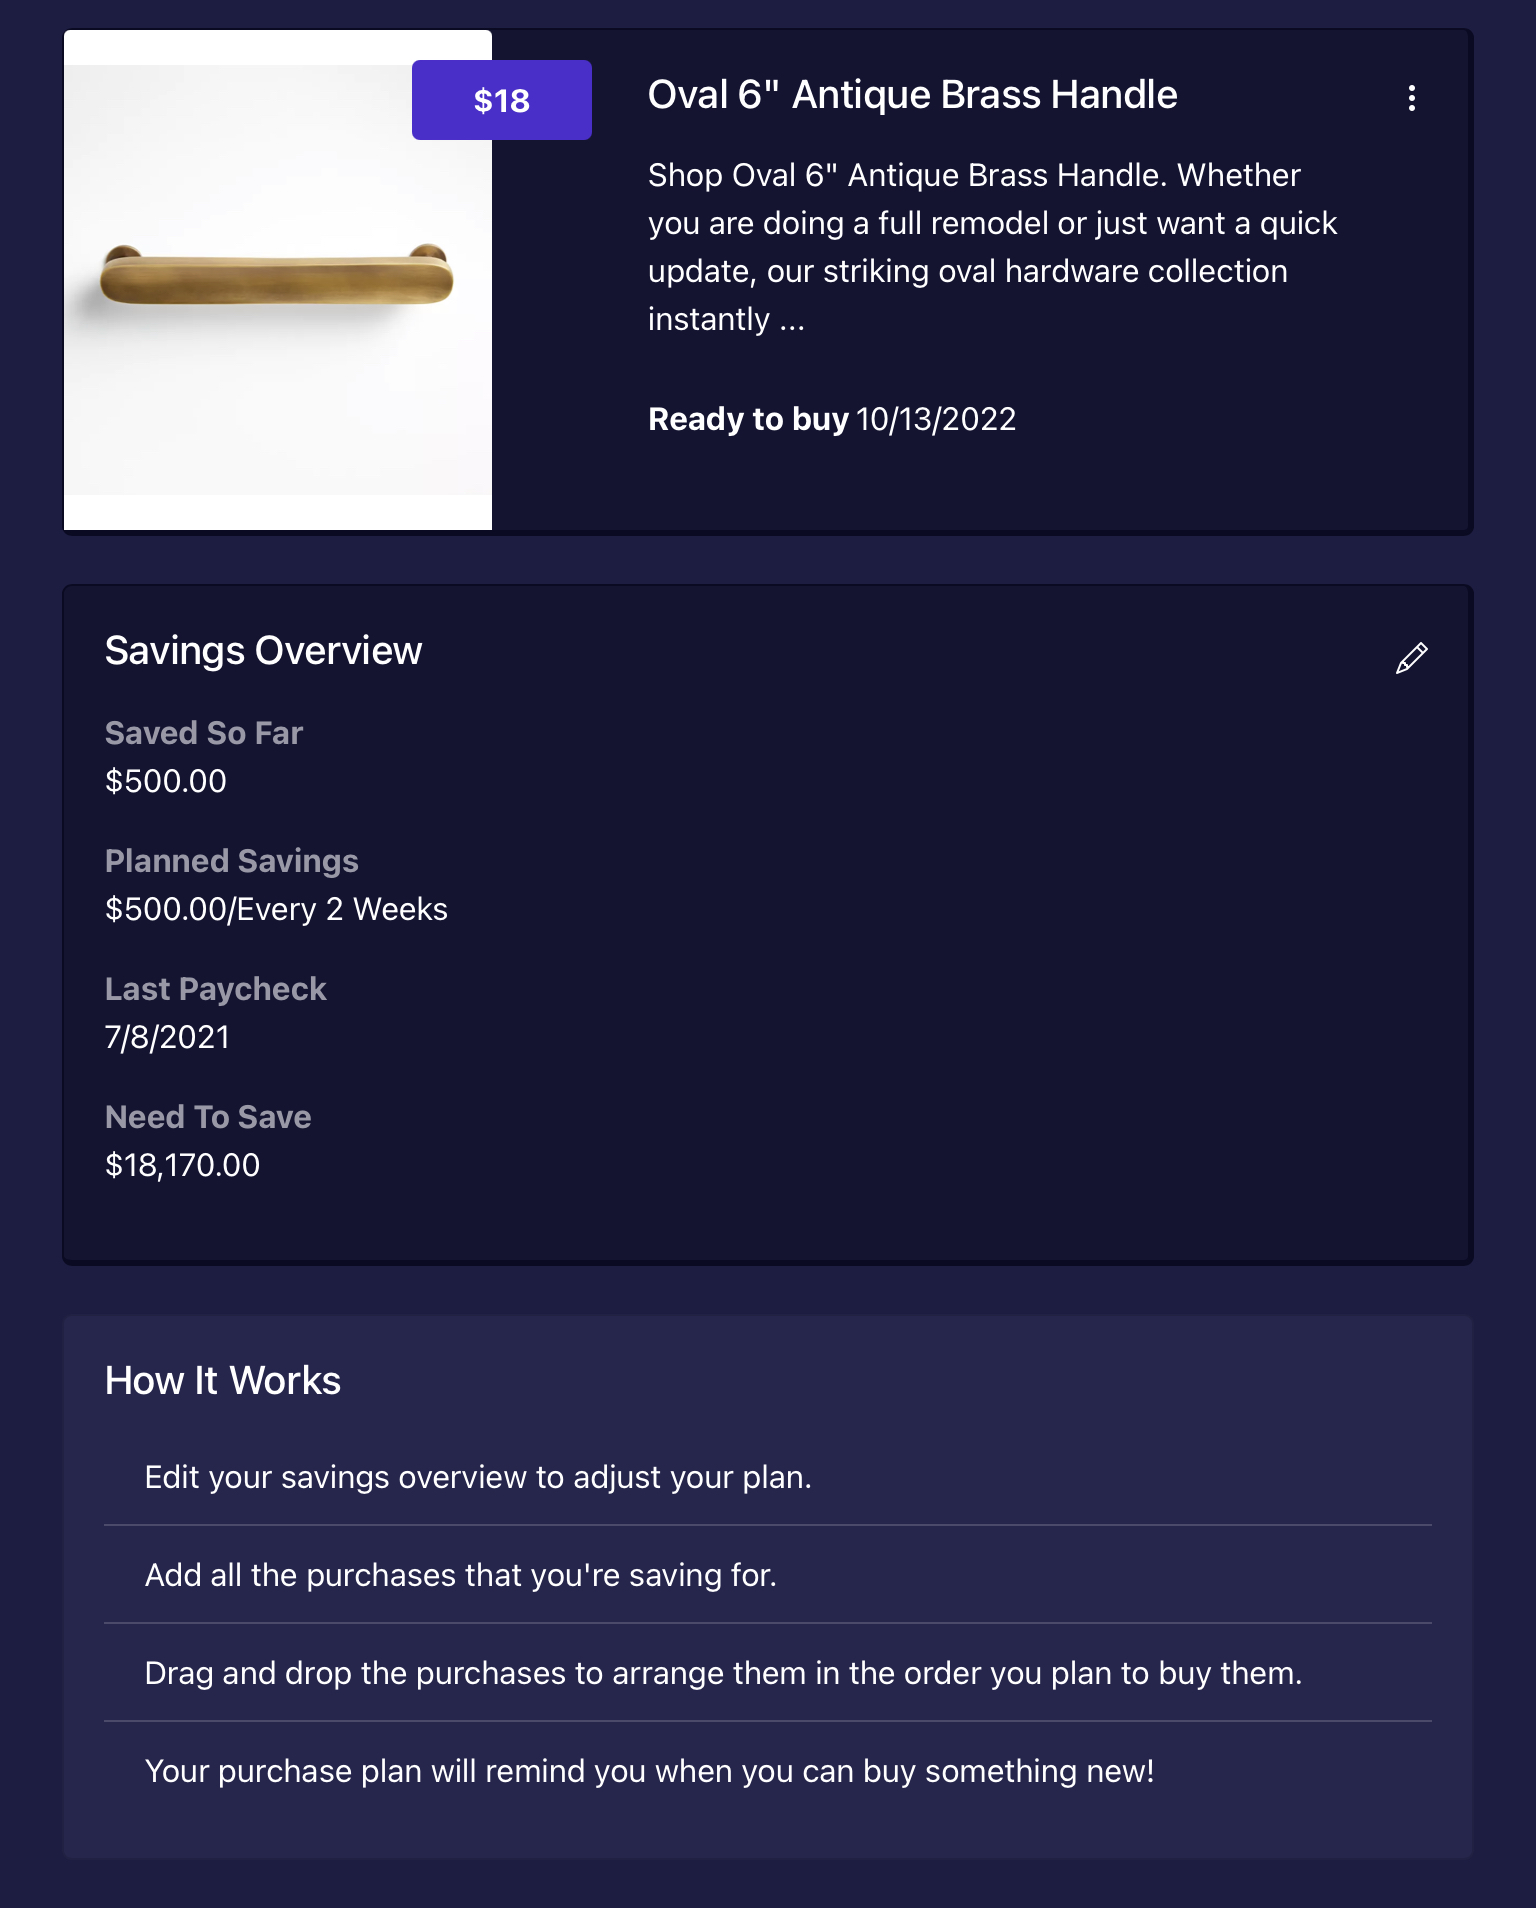 $18
Oval 6" Antique Brass Handle
Shop Oval 6" Antique Brass Handle. Whether
you are doing a full remodel or just want a quick
update, our striking oval hardware collection
instantly ...
Ready to buy 10/13/2022
Savings Overview
Saved So Far
$500.00
Planned Savings
$500.00/Every 2 Weeks
Last Paycheck
7/8/2021
Need To Save
$18,170.00
How It Works
Edit your savings overview to adjust your plan.
Add all the purchases that you're saving for.
Drag and drop the purchases to arrange them in the order you plan to buy them.
Your purchase plan will remind you when you can buy something new!